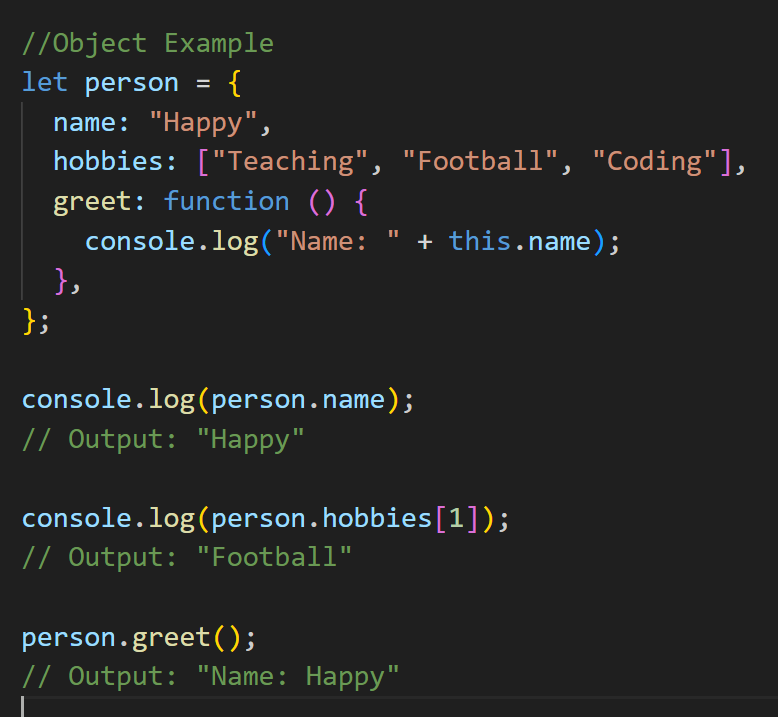 //Object Example
let person = {
  name: "Happy",
  hobbies: ["Teaching", "Football", "Coding"],
  greet: function () {
    console.log("Name: " + this.name);
  },
};

console.log(person.name);
// Output: "Happy"

console.log(person.hobbies[1]);
// Output: "Football"

person.greet();
// Output: "Name: Happy"